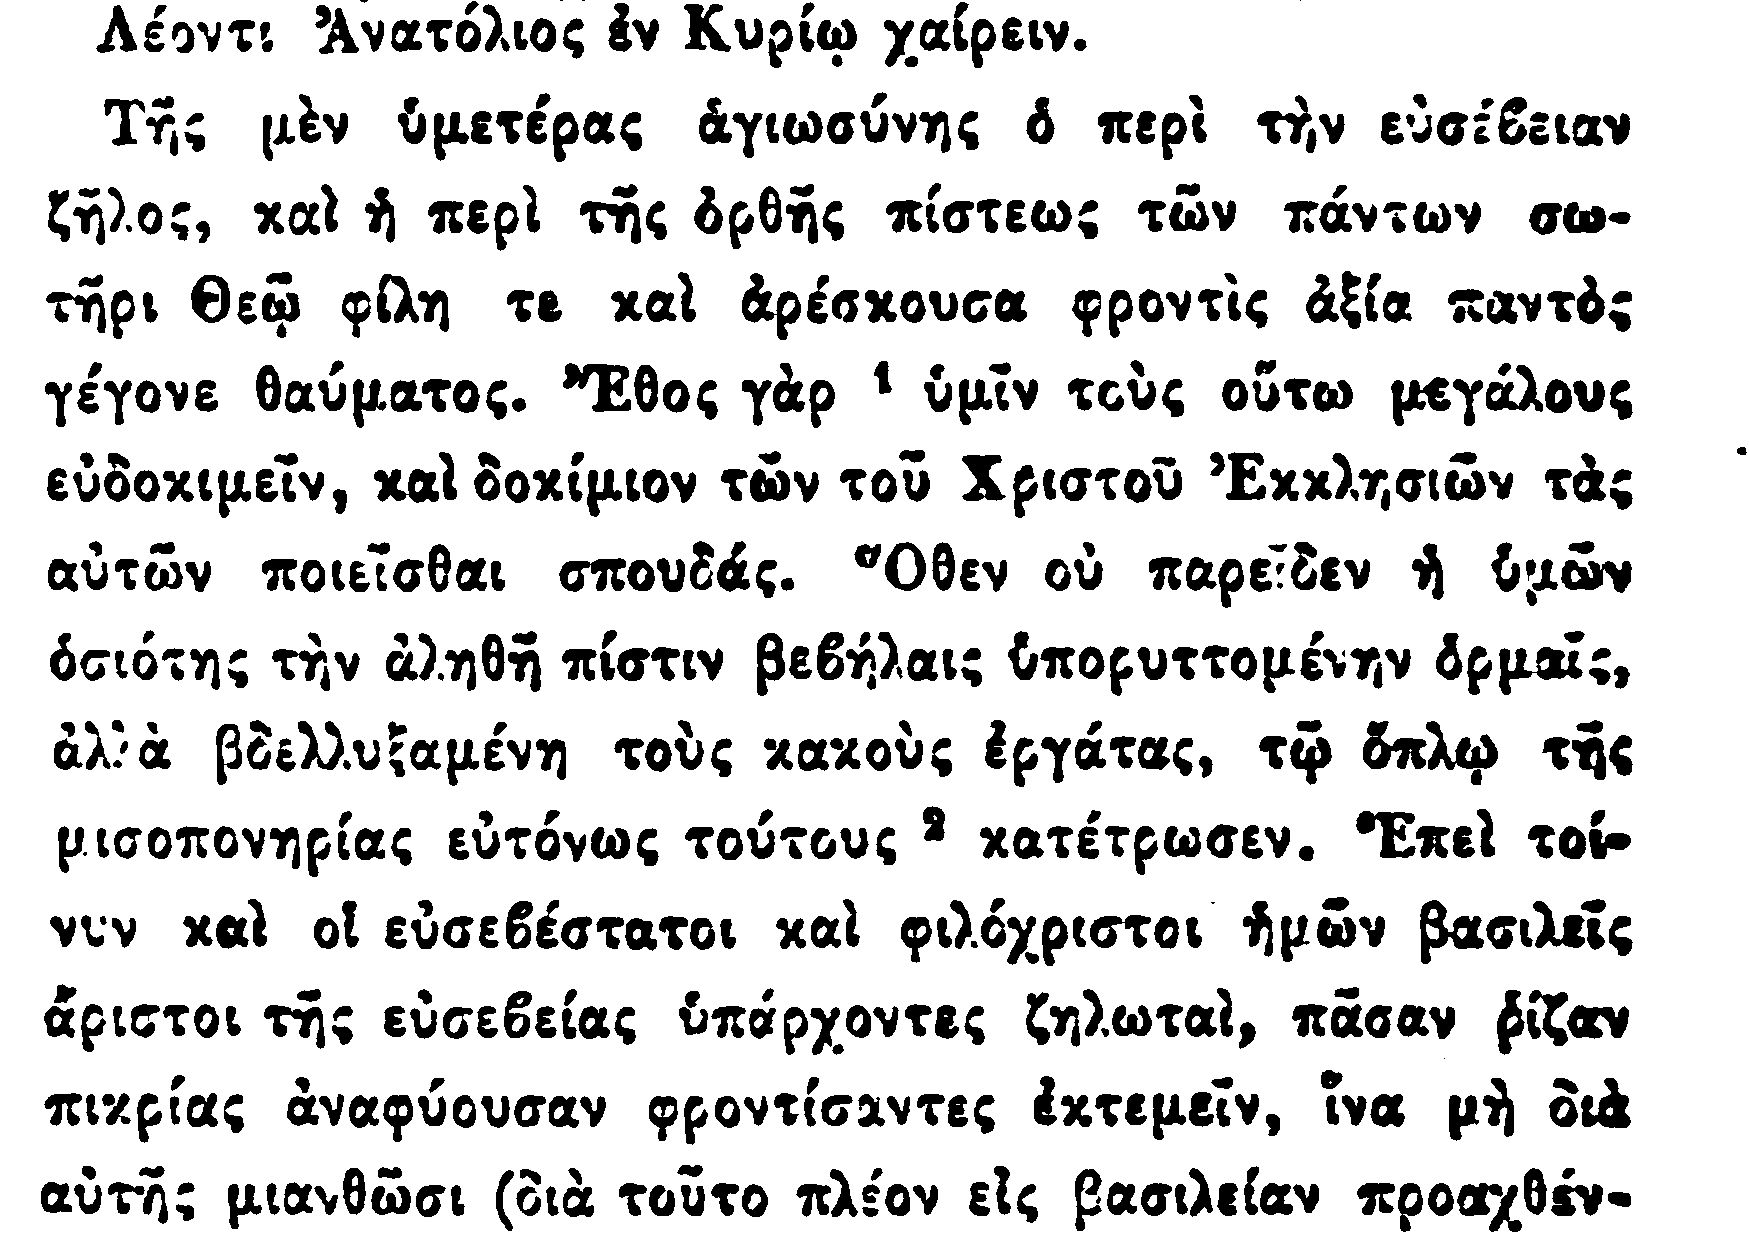 Λέοντι Ἀνατόλιος ἐν Κυρίῳ χαίρειν.
Τῆς μὲν ὑμετέρας ἁγιωσύνης ὁ περὶ τὴν εὐσέβειαν
ζῆλος, καὶ ἡ περὶ τῆς ὀρθῆς πίστεως τῶν πάντων σω-
τῆρι Θεῷ φίλη τε καὶ ἀρέσκουσα φροντὶς ἀξία παντὸς
γέγονε θαύματος. Ἔθος γὰρ 1 ὑμῖν τοὺς οὕτω μεγάλους
εὐδοκιμεῖν, καὶ δοκίμιον τῶν τοῦ Χριστοῦ Ἐκκλησιῶν τὰς
αὐτῶν ποιεῖσθαι σπουδάς. Ὅθεν οὐ παρεῖδεν ἡ ὑμῶν
ὁσιότης τὴν ἀληθῆ πίστιν βεβήλαις ὑπορυττομένην ὁρμαῖς,
ἀλλὰ βδελλυξαμένη τοὺς κακοὺς ἐργάτας, τῷ ὅπλῳ τῆς
μισοπονηρίας εὐτόνως τούτους 2 κατέτρωσεν. Ἐπεὶ τοί-
νυν καὶ οἱ εὐσεβέστατοι καὶ φιλόχριστοι ἡμῶν βασιλεῖς
ἄριστοι τῆς εὐσεβείας ὑπάρχοντες ζηλωταὶ, πᾶσαν ῥίζαν
πικρίας ἀναφύουσαν φροντίσαντες ἐκτεμεῖν, ἵνα μὴ διὰ
αὐτῆς μιανθῶσι (διὰ τοῦτο πλέον εἰς βασιλείαν προαχθέν-